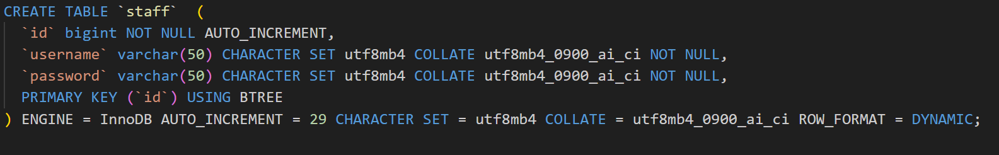 CREATE TABLE `staff`  (
  `id` bigint NOT NULL AUTO_INCREMENT,
  `username` varchar(50) CHARACTER SET utf8mb4 COLLATE utf8mb4_0900_ai_ci NOT NULL,
  `password` varchar(50) CHARACTER SET utf8mb4 COLLATE utf8mb4_0900_ai_ci NOT NULL,
  PRIMARY KEY (`id`) USING BTREE
) ENGINE = InnoDB AUTO_INCREMENT = 29 CHARACTER SET = utf8mb4 COLLATE = utf8mb4_0900_ai_ci ROW_FORMAT = DYNAMIC;